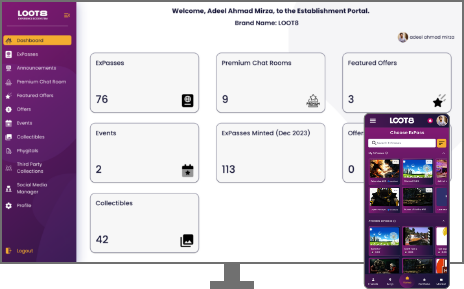 LOOT8
Welcome, Adeel Ahmad Mirza, to the Establishment Portal.
Brand Name: LOOT8
adeel ahmad mirza
Dashboard
ExPasses
Announcements
Premium Chat Room
Featured Offers
Offers
Events
Collectibles
Phygitals
Third Party
Collections
Social Media
Manager
Profile
Logout
ExPasses
76
Premium Chat Rooms
9
Featured Offers
3
Events
2
ExPasses Minted (Dec 2023)
113
Offer
0
Collectibles
42
LOOT8
Choose ExPass